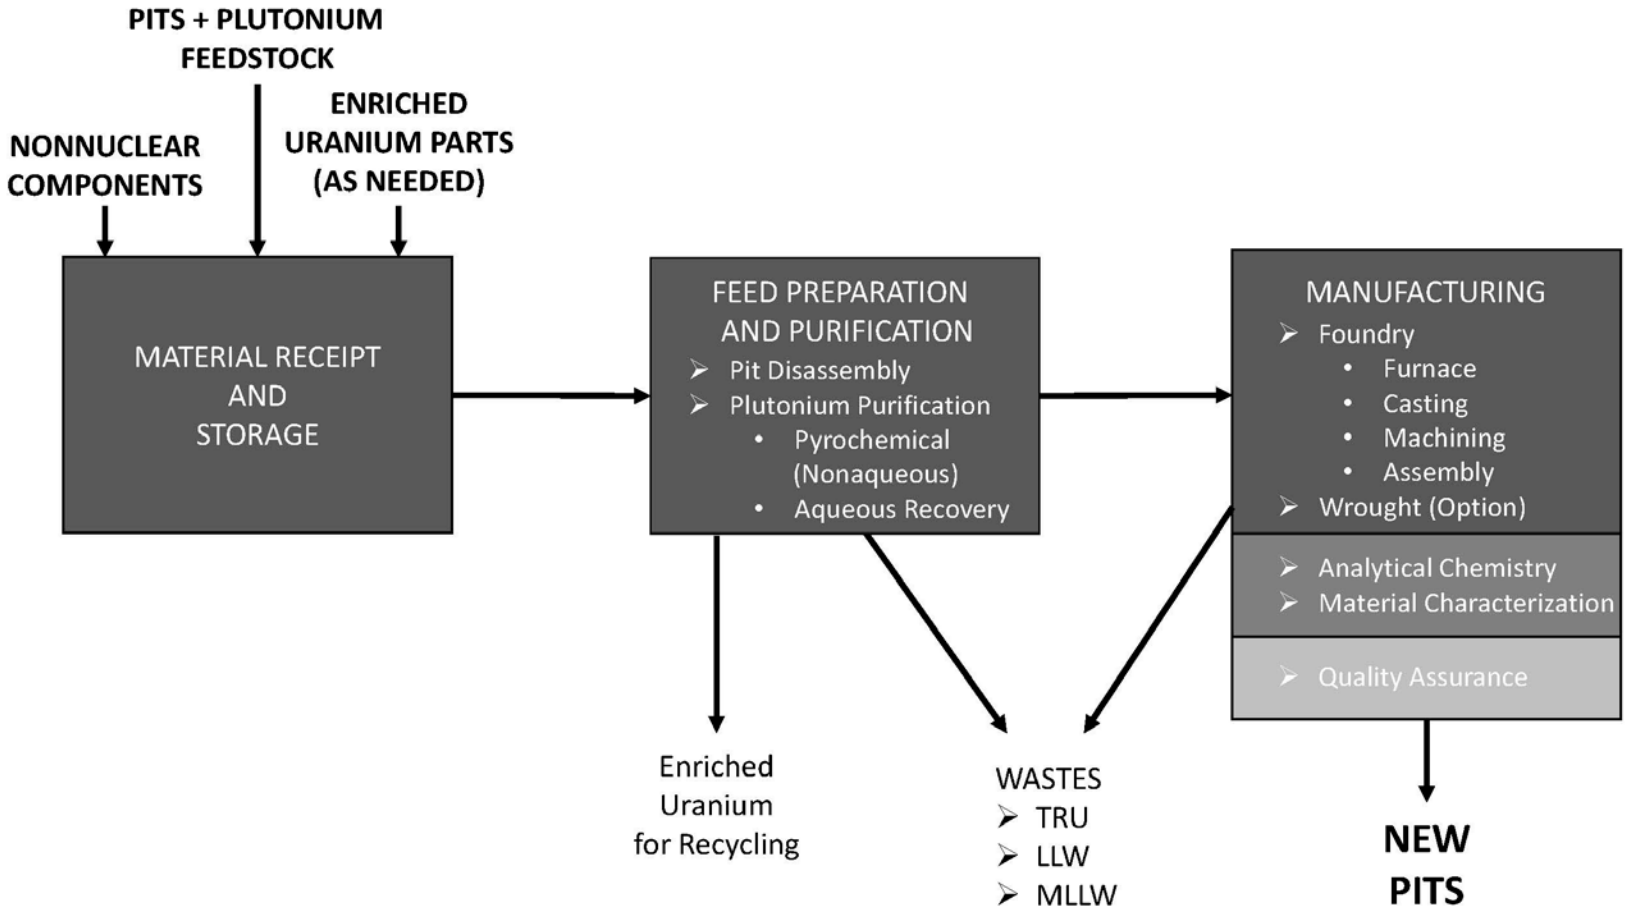 PITS + PLUTONIUM
FEEDSTOCK
ENRICHED
URANIUM PARTS
(AS NEEDED)
NONNUCLEAR
COMPONENTS
MATERIAL RECEIPT
AND
STORAGE
FEED PREPARATION
AND PURIFICATION
Pit Disassembly
Plutonium Purification
Pyrochemical
(Nonaqueous)
Aqueous Recovery
MANUFACTURING
Foundry
Furnace
Casting
Machining
Assembly
Wrought (Option)
Analytical Chemistry
Material Characterization
Quality Assurance
Enriched
Uranium
for Recycling
WASTES
TRU
LLW
MLLW
NEW
PITS